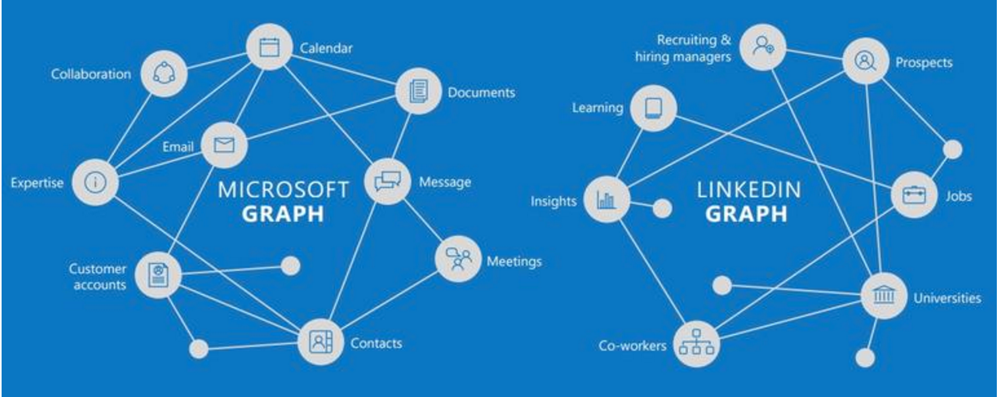 Calendar
Collaboration
Documents
Email
Expertise
MICROSOFT
GRAPH
Message
Customer
accounts
Meetings
Contacts
Recruiting &
hiring managers
Prospects
Learning
LINKEDIN
GRAPH
Insights
Jobs
Universities
Co-workers